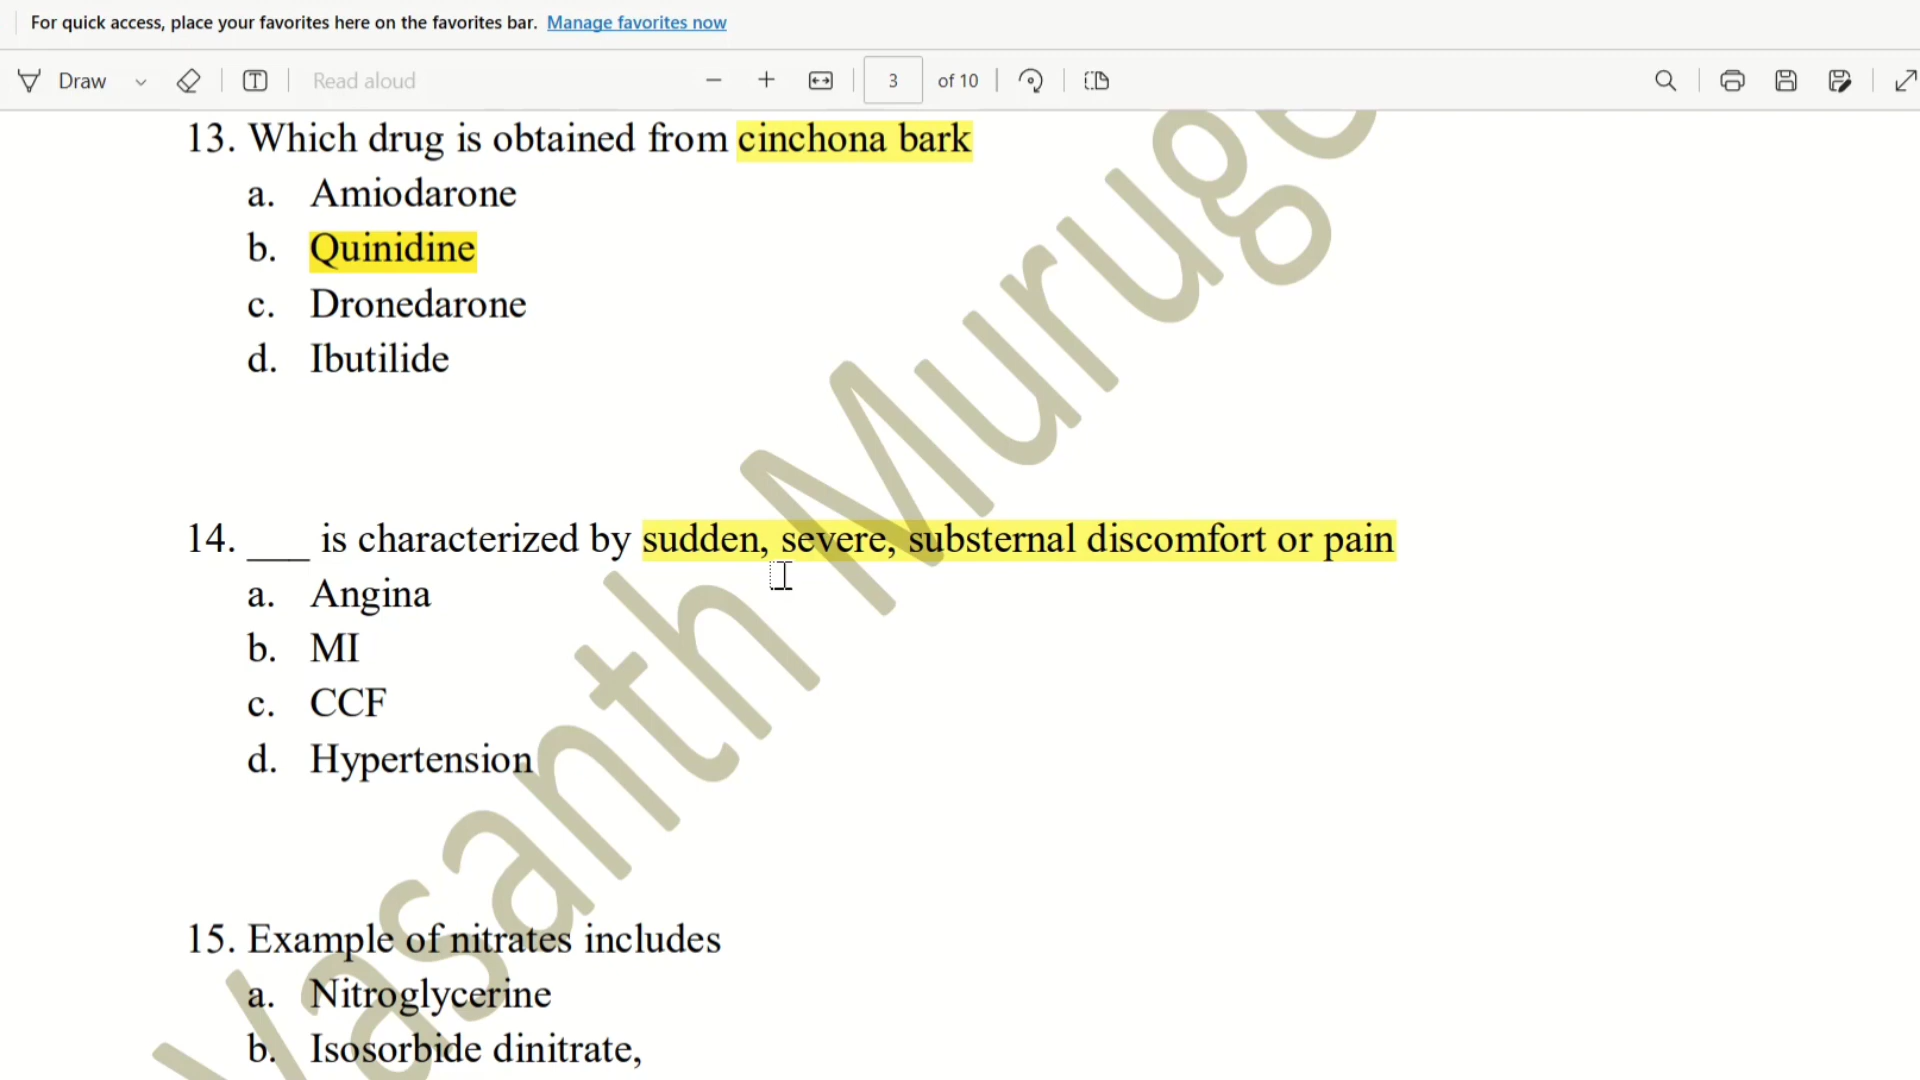 For quick access, place your favorites here on the favorites bar. Manage favorites now
Draw Read aloud 3 of 10
13. Which drug is obtained from cinchona bark
a. Amiodarone
b. Quinidine
c. Dronedarone
d. Ibutilide
14. ___ is characterized by sudden, severe, substernal discomfort or pain
a. Angina
b. MI
c. CCF
d. Hypertension
15. Example of nitrates includes
a. Nitroglycerine
b. Isosorbide dinitrate,
Vasanth Muruge